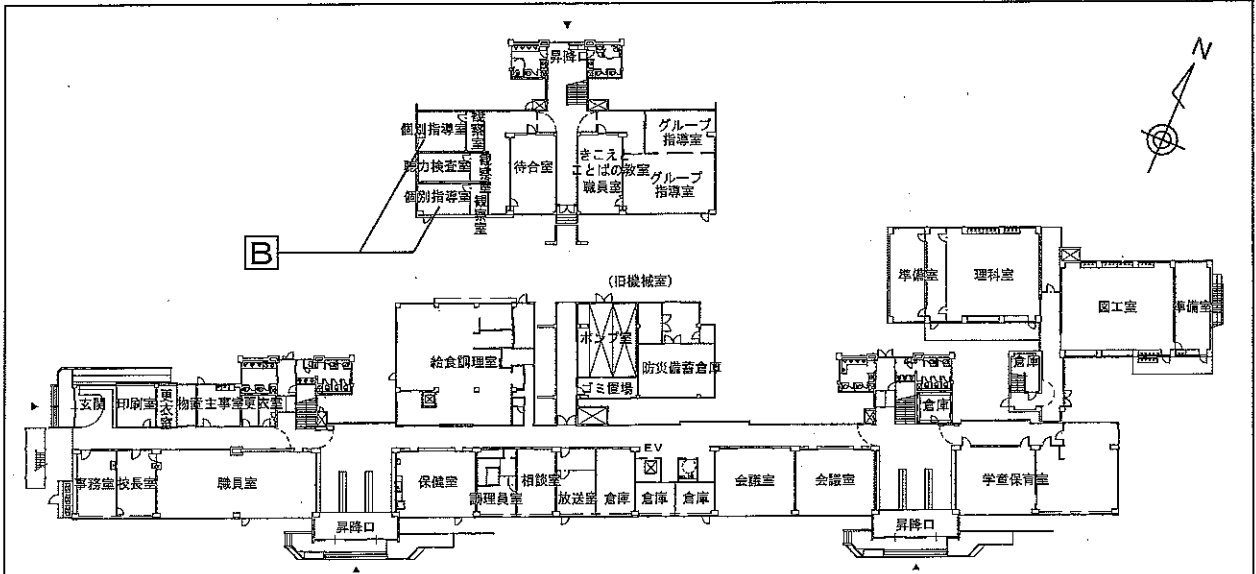 昇降口
N
個別指導室
観察室
グループ
指導室
聴力検査室
観察室
待合室
きこえと
ことばの教室
職員室
グループ
指導室
個別指導室
観察室
B
準備室
理科室
図工室
準備室
(旧機械室)
給食調理室
ポンプ室
防災備蓄倉庫
ゴミ置場
倉庫
倉庫
玄関
印刷室
更衣室
物置
主事室
更衣室
EV
事務室
校長室
職員室
保健室
調理員室
相談室
放送室
倉庫
倉庫
倉庫
会議室
会議室
学童保育室
昇降口
昇降口